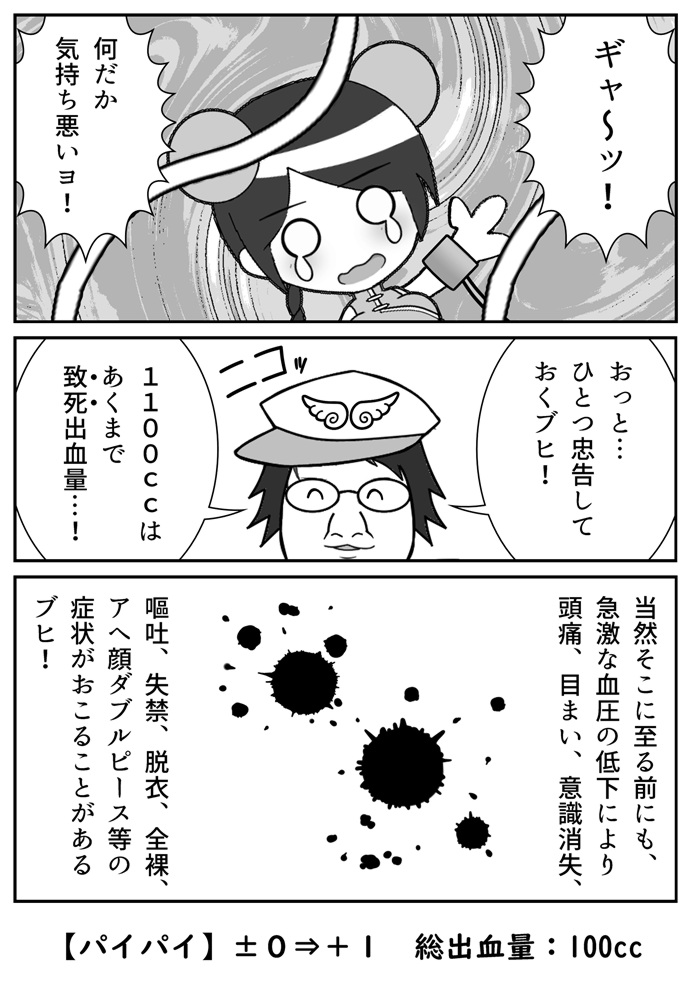 ギャ～ッ！
何だか
気持ち悪いョ！
おっと…
ひとつ忠告して
おくブヒ！
ニコッ
１１００ｃｃは
あくまで
致死出血量…！
当然そこに至る前にも、
急激な血圧の低下により
頭痛、目まい、意識消失、
嘔吐、失禁、脱衣、全裸、
アヘ顔ダブルピース等の
症状がおこることがある
ブヒ！
【パイパイ】±０⇒＋１　総出血量：100cc